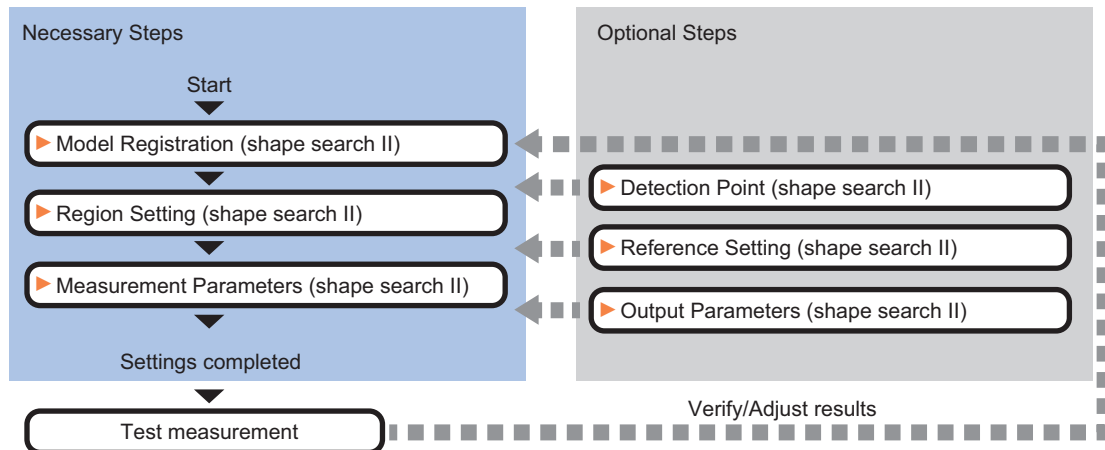 Necessary Steps
Start
Model Registration (shape search II)
Region Setting (shape search II)
Measurement Parameters (shape search II)
Settings completed
Test measurement
Optional Steps
Detection Point (shape search II)
Reference Setting (shape search II)
Output Parameters (shape search II)
Verify/Adjust results